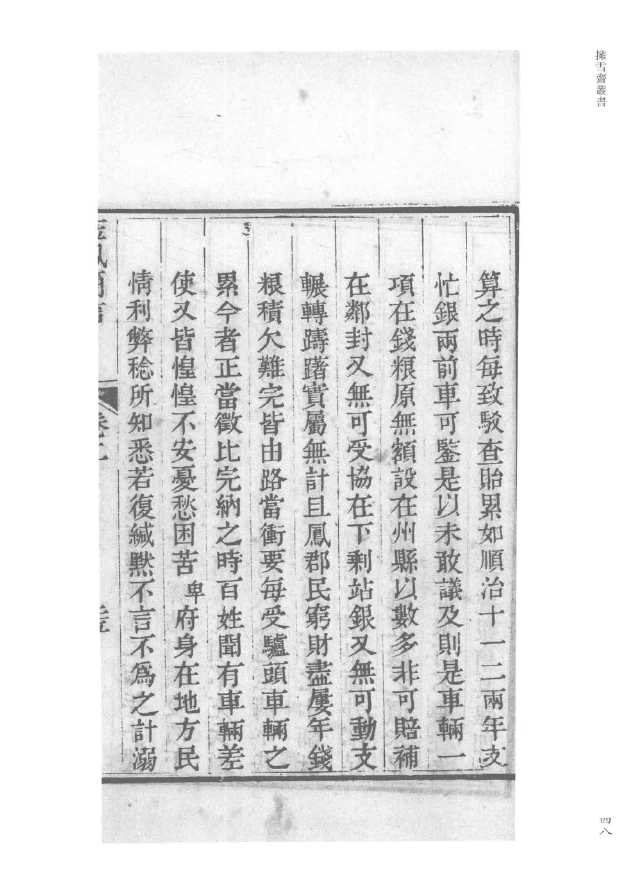 擁雪齋叢書
算之時每致駁查貽累如順治十一二兩年支
忙銀兩前車可鑒是以未敢議及則是車輛一
項在錢粮原無額設在州縣以數多非可賠補
在鄰封又無可受協在下剩站銀又無可動支
輾轉躊躇實屬無計且鳳郡民窮財盡屢年錢
粮積欠難完皆由路當衝要每受驢頭車輛之
累今者正當徵比完納之時百姓聞有車輛差
使又皆惶惶不安憂愁困苦卑府身在地方民
情利弊稔所知悉若復緘默不言不爲之計溺
四八